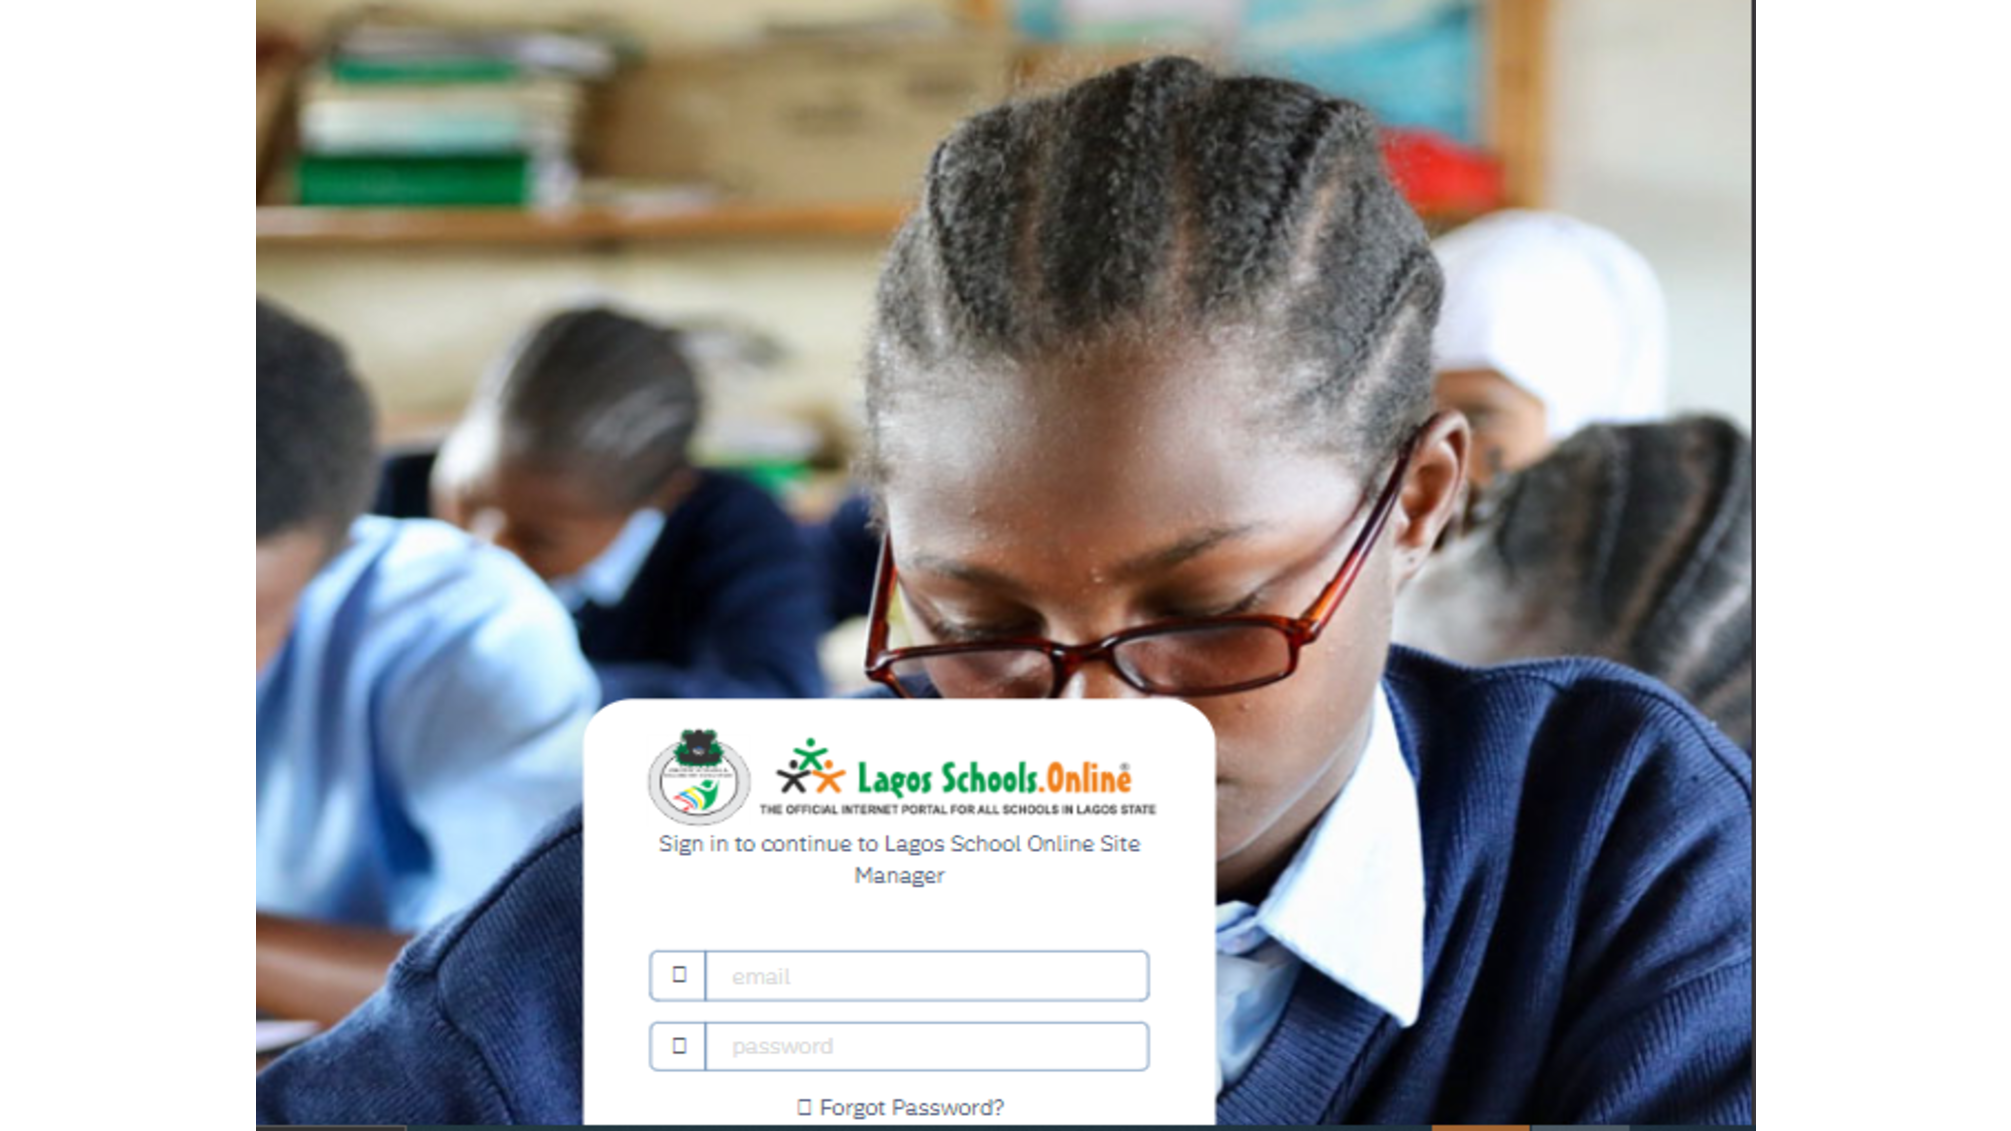 Lagos Schools.Online®
THE OFFICIAL INTERNET PORTAL FOR ALL SCHOOLS IN LAGOS STATE
Sign in to continue to Lagos School Online Site
Manager
email
password
Forgot Password?